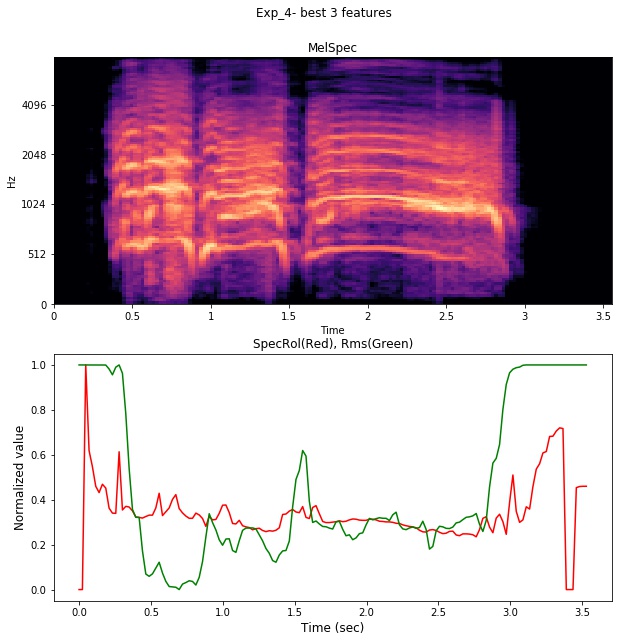 Exp_4- best 3 features
MelSpec
4096
2048
1024
512
0
Hz
0 0.5 1 1.5 2 2.5 3 3.5
Time
SpecRol(Red), Rms(Green)
1.0
0.8
0.6
0.4
0.2
0.0
Normalized value
0.0 0.5 1.0 1.5 2.0 2.5 3.0 3.5
Time (sec)